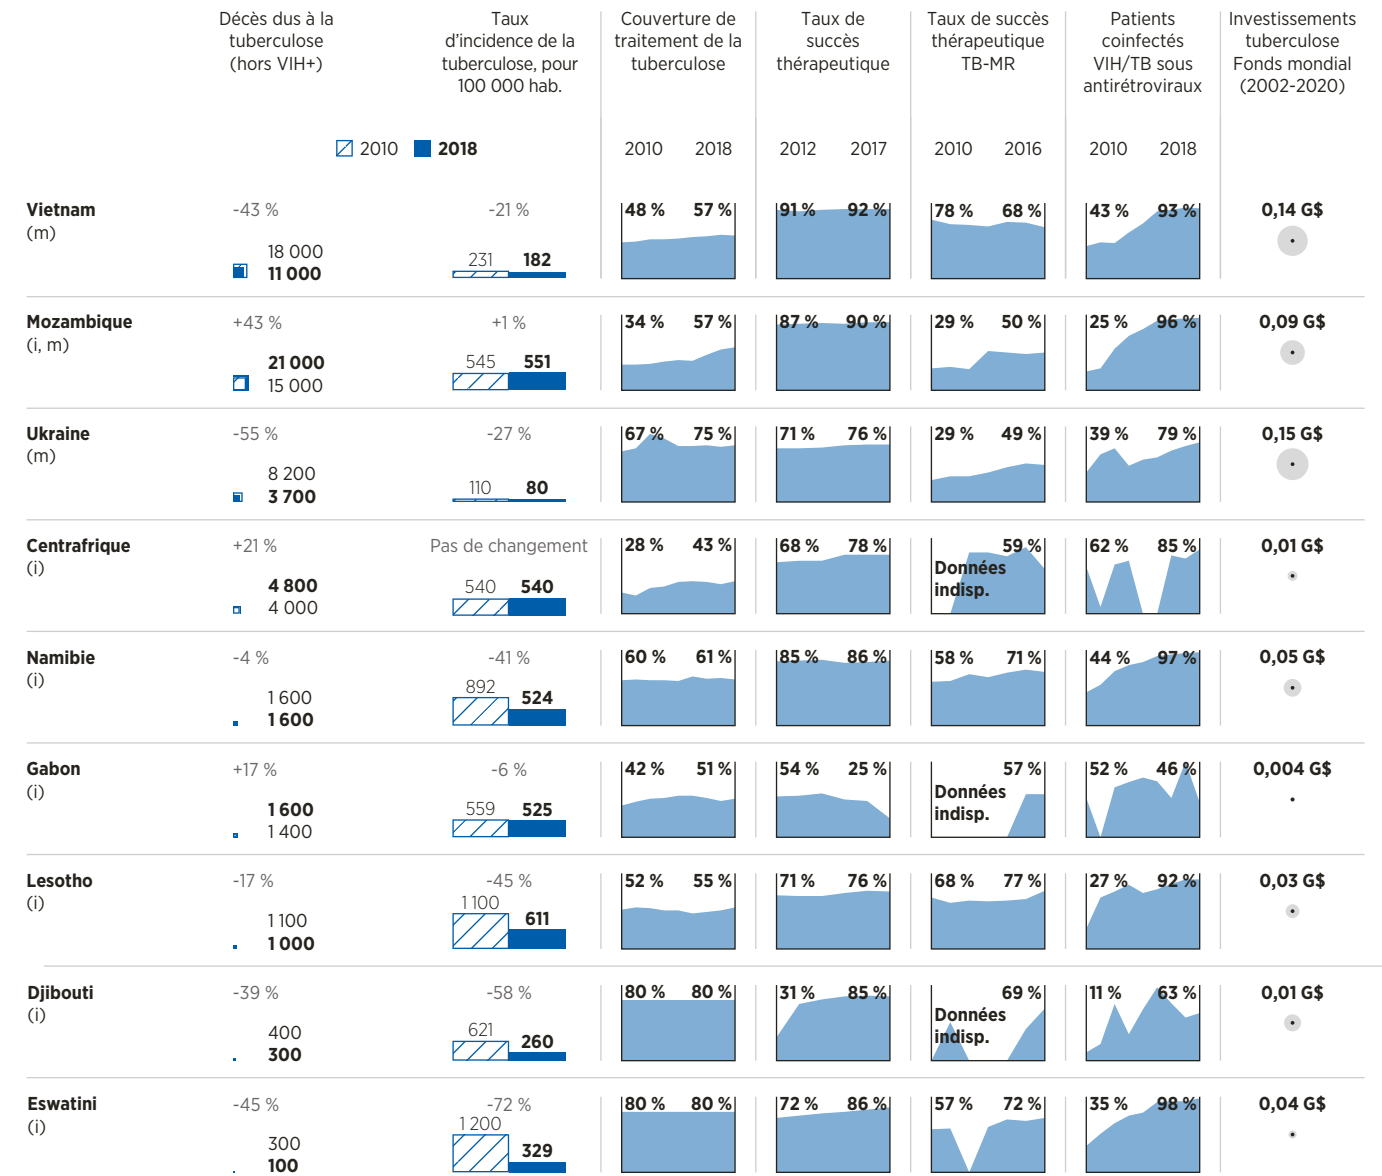 Décès dus à la
tuberculose
(hors VIH+)
Taux
d’incidence de la
tuberculose, pour
100 000 hab.
Couverture de
traitement de la
tuberculose
Taux de
succès
thérapeutique
Taux de succès
thérapeutique
TB-MR
Patients
coinfectés
VIH/TB sous
antirétroviraux
Investissements
tuberculose
Fonds mondial
(2002-2020)
2010 2018
2010 2018 2012 2017 2010 2016 2010 2018
Vietnam
(m)
-43 %
18 000
11 000
-21 %
231 182
48 % 57 %
91 % 92 %
78 % 68 %
43 % 93 %
0,14 G$
Mozambique
(i, m)
+43 %
21 000
15 000
+1 %
545 551
34 % 57 %
87 % 90 %
29 % 50 %
25 % 96 %
0,09 G$
Ukraine
(m)
-55 %
8 200
3 700
-27 %
110 80
67 % 75 %
71 % 76 %
29 % 49 %
39 % 79 %
0,15 G$
Centrafrique
(i)
+21 %
4 800
4 000
Pas de changement
540 540
28 % 43 %
68 % 78 %
59 %
Données
indisp.
62 % 85 %
0,01 G$
Namibie
(i)
-4 %
1 600
1 600
-41 %
892 524
60 % 61 %
85 % 86 %
58 % 71 %
44 % 97 %
0,05 G$
Gabon
(i)
+17 %
1 600
1 400
-6 %
559 525
42 % 51 %
54 % 25 %
57 %
Données
indisp.
52 % 46 %
0,004 G$
Lesotho
(i)
-17 %
1 100
1 000
-45 %
1 100 611
52 % 55 %
71 % 76 %
68 % 77 %
27 % 92 %
0,03 G$
Djibouti
(i)
-39 %
400
300
-58 %
621 260
80 % 80 %
31 % 85 %
69 %
Données
indisp.
11 % 63 %
0,01 G$
Eswatini
(i)
-45 %
300
100
-72 %
1 200 329
80 % 80 %
72 % 86 %
57 % 72 %
35 % 98 %
0,04 G$